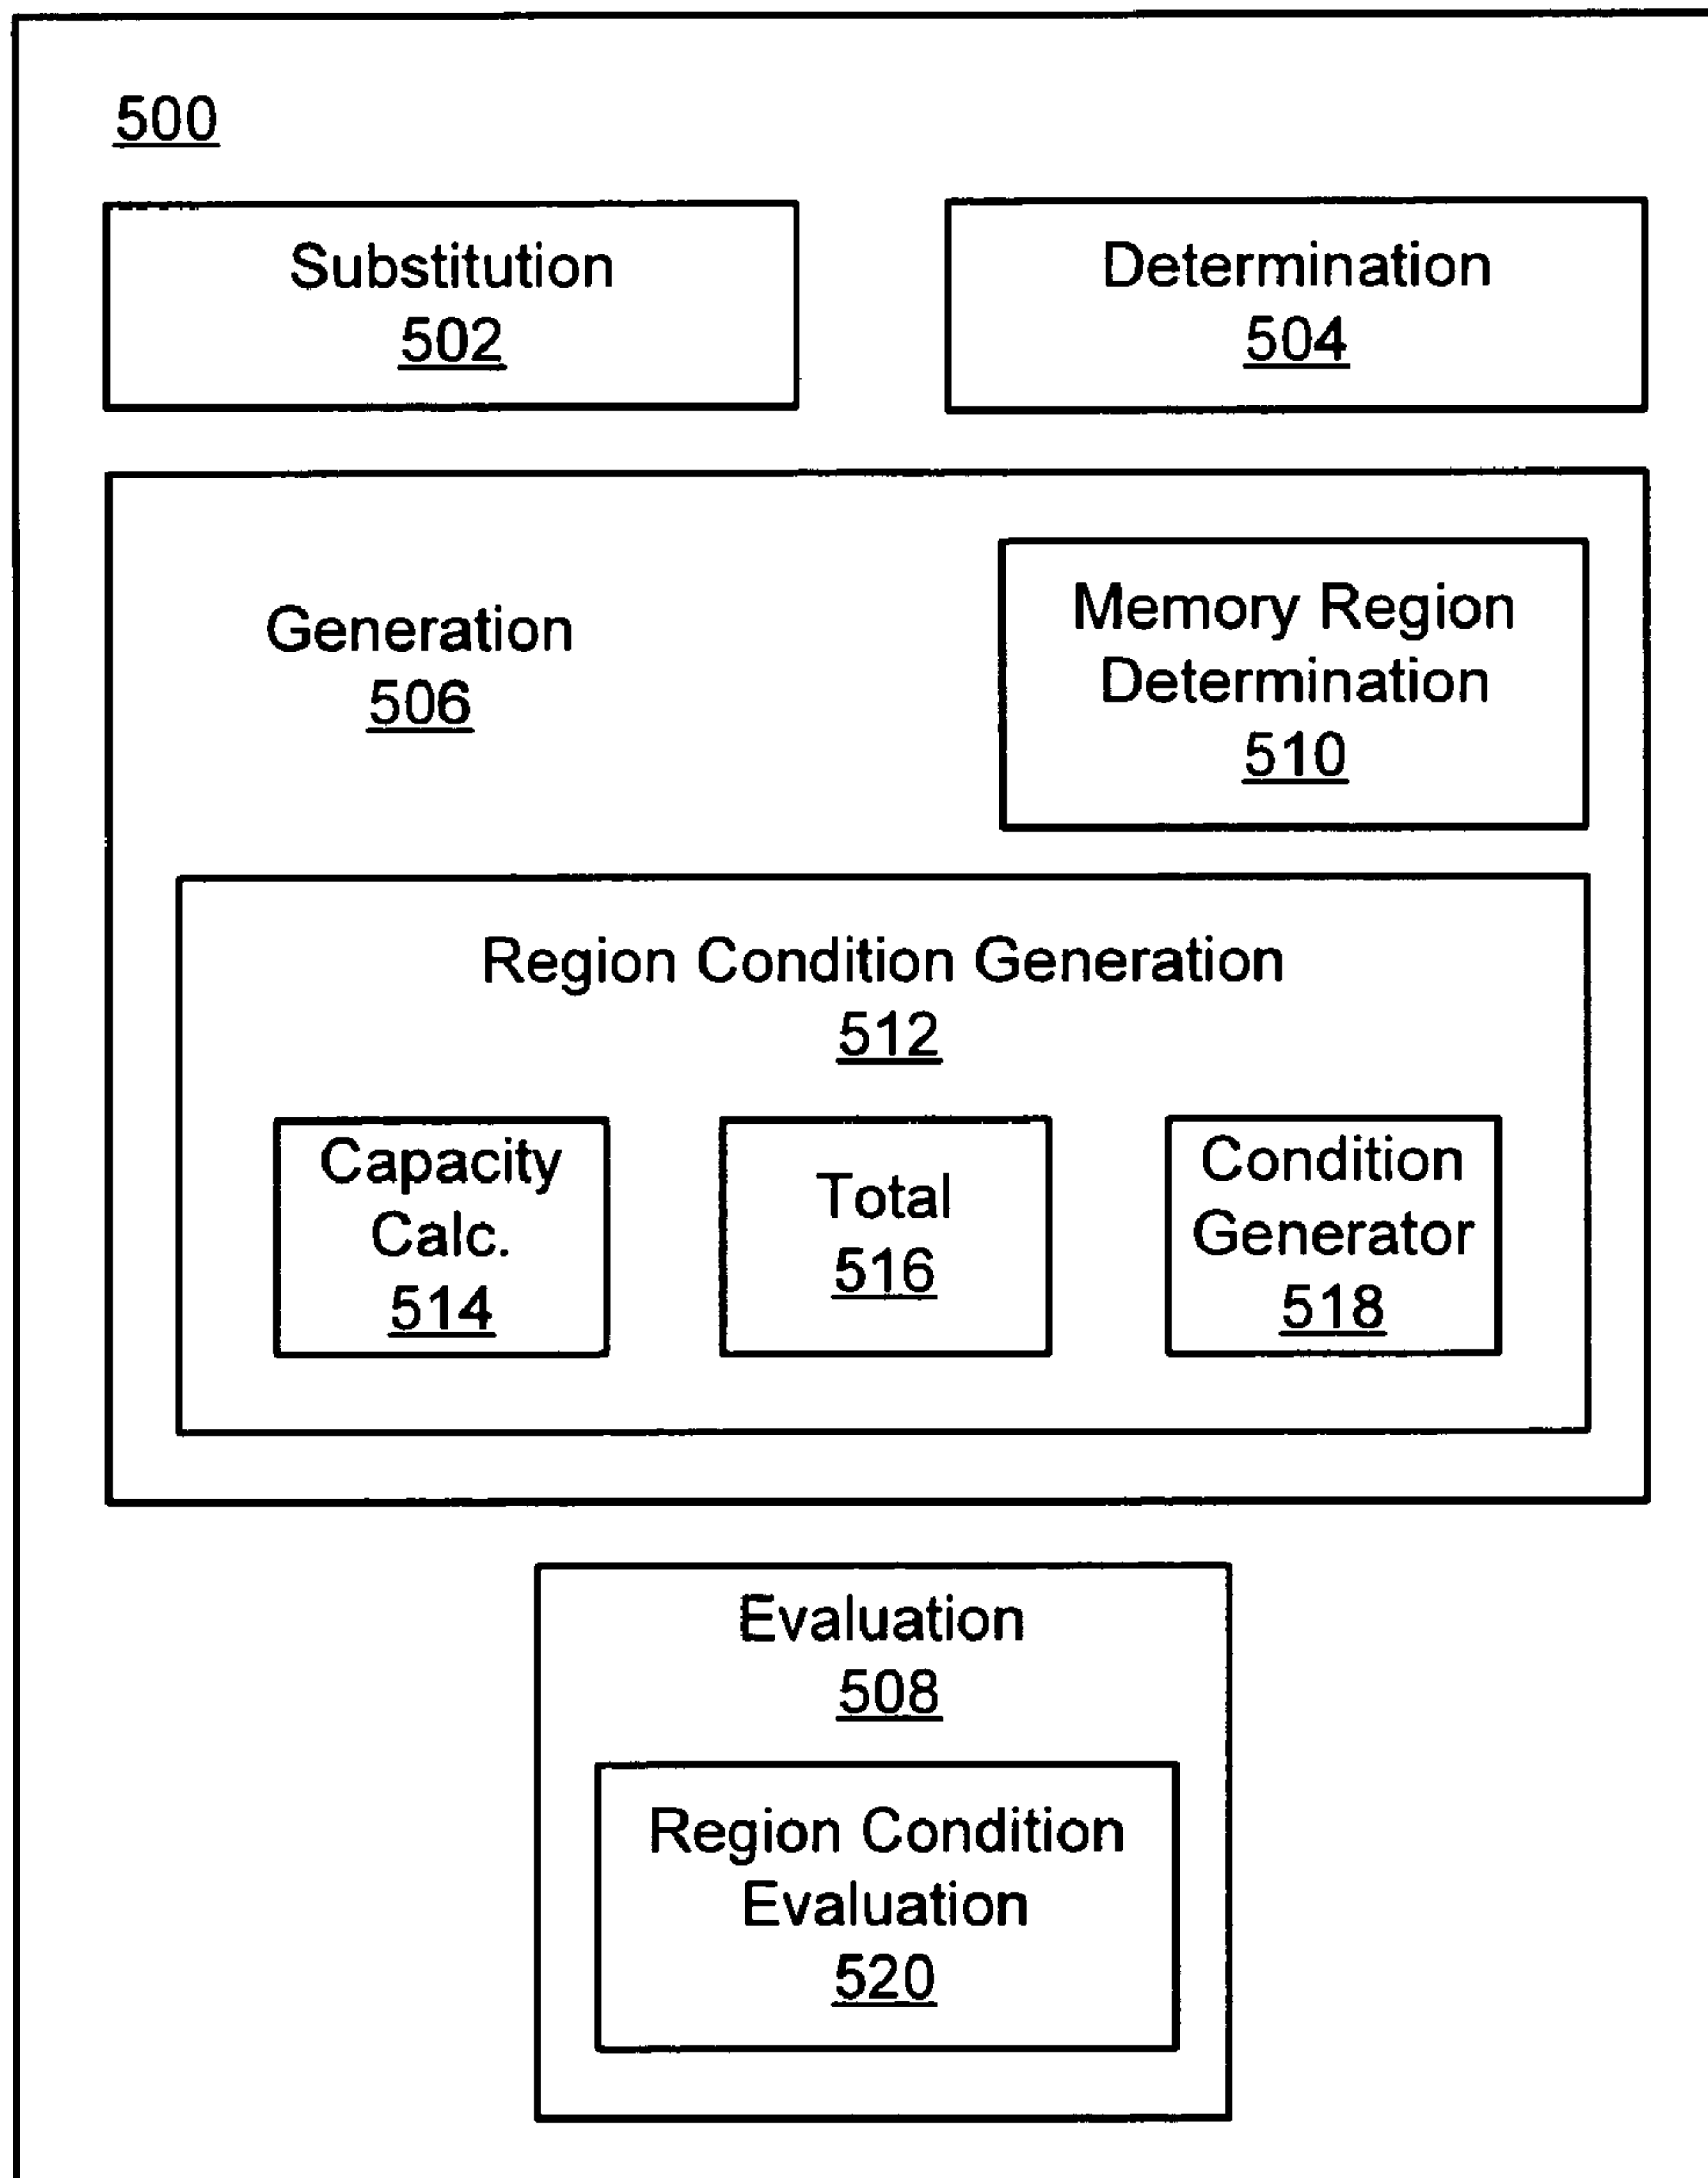 500
Substitution
502
Determination
504
Generation
506
Memory Region
Determination
510
Region Condition Generation
512
Capacity
Calc.
514
Total
516
Condition
Generator
518
Evaluation
508
Region Condition
Evaluation
520